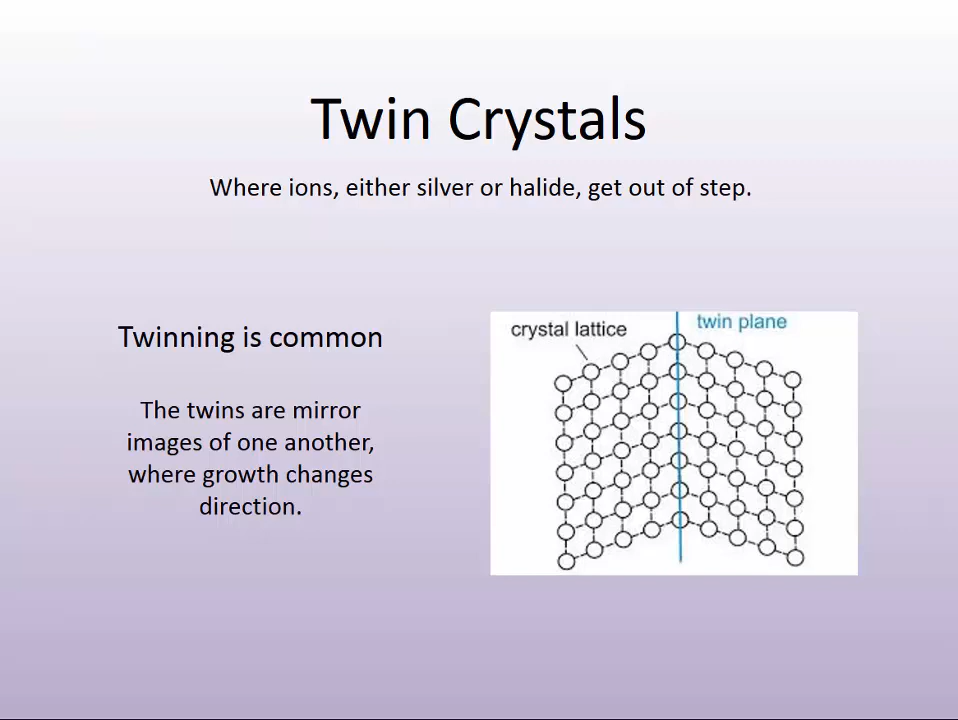 Twin Crystals
Where ions, either silver or halide, get out of step.
Twinning is common
The twins are mirror
images of one another,
where growth changes
direction.
crystal lattice
twin plane